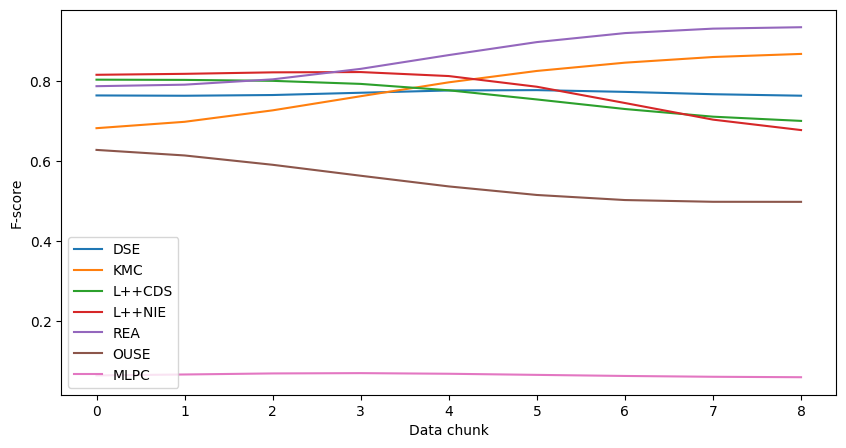 0.8
0.6
0.4
0.2
F-score
DSE
KMC
L++CDS
L++NIE
REA
OUSE
MLPC
0 1 2 3 4 5 6 7 8
Data chunk